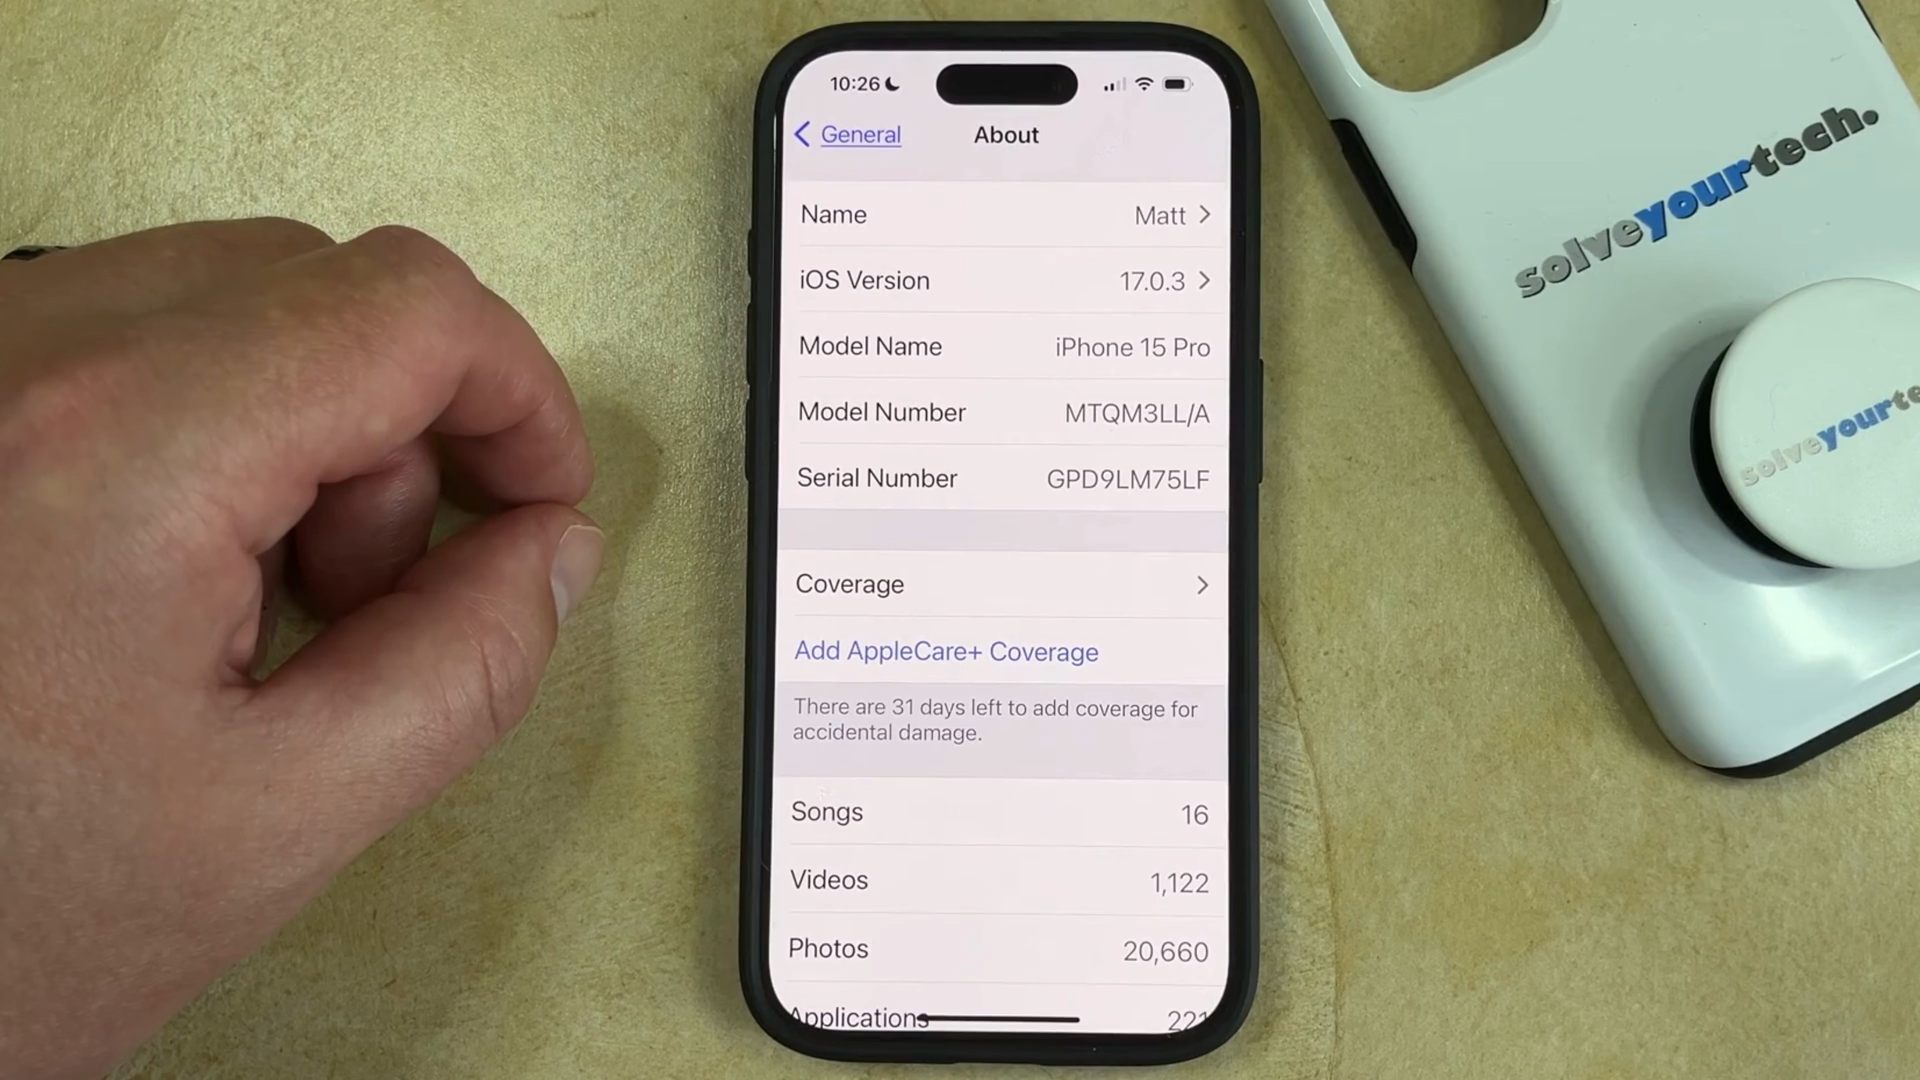 10:26
General
About
Name Matt
iOS Version 17.0.3
Model Name iPhone 15 Pro
Model Number MTQM3LL/A
Serial Number GPD9LM75LF
Coverage
Add AppleCare+ Coverage
There are 31 days left to add coverage for
accidental damage.
Songs 16
Videos 1,122
Photos 20,660
Applications 221
solveyourtech.
solveyourte